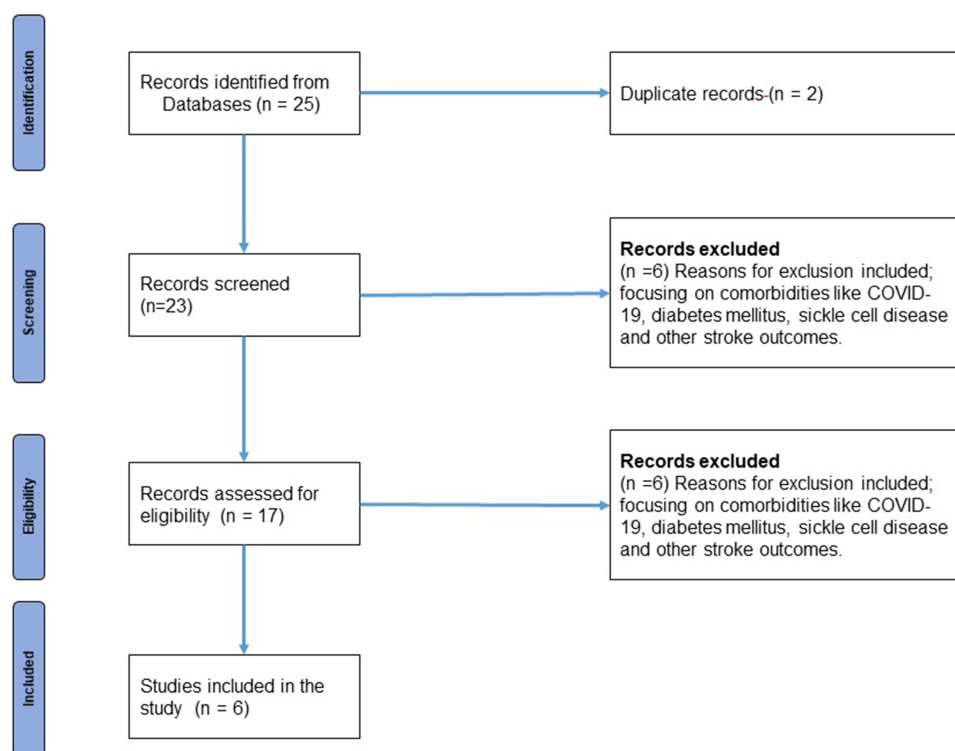 Identification
Records identified from
Databases (n = 25)
Duplicate records-(n = 2)
Screening
Records screened
(n=23)
Records excluded
(n =6) Reasons for exclusion included;
focusing on comorbidities like COVID-
19, diabetes mellitus, sickle cell disease
and other stroke outcomes.
Eligibility
Records assessed for
eligibility (n = 17)
Records excluded
(n =6) Reasons for exclusion included;
focusing on comorbidities like COVID-
19, diabetes mellitus, sickle cell disease
and other stroke outcomes.
Included
Studies included in the
study (n = 6)